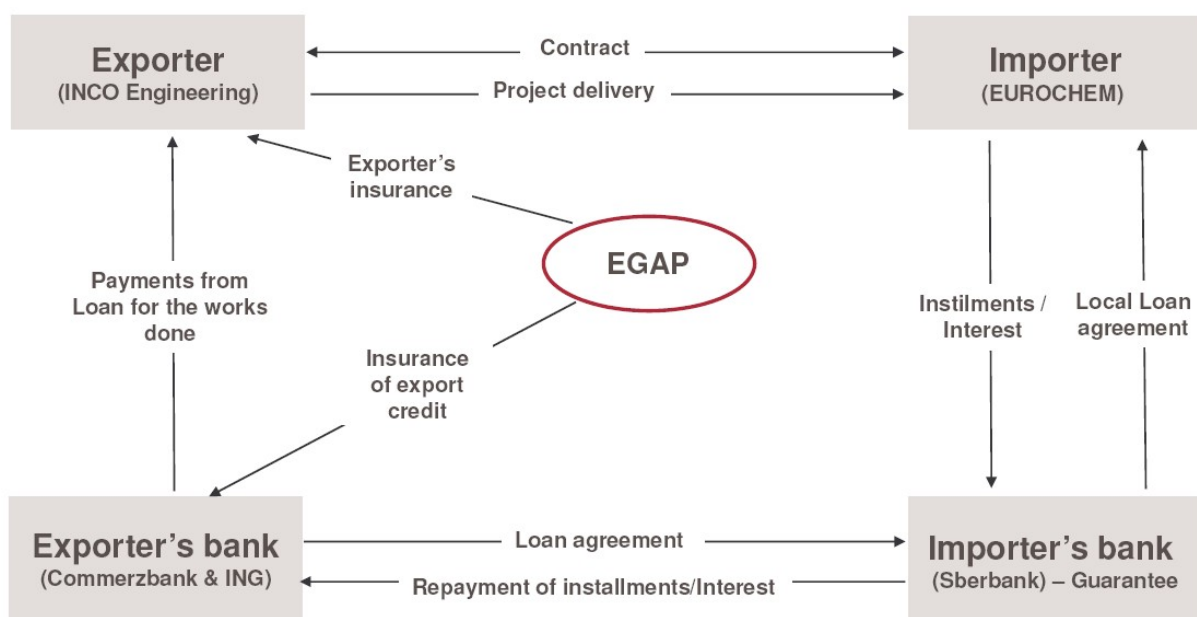 Exporter
(INCO Engineering)
Contract
Project delivery
Importer
(EUROCHEM)
Exporter's
insurance
EGAP
Payments from
Loan for the works
done
Insurance
of export
credit
Instilments /
Interest
Local Loan
agreement
Exporter's bank
(Commerzbank & ING)
Loan agreement
Repayment of installments/Interest
Importer's bank
(Sberbank) – Guarantee